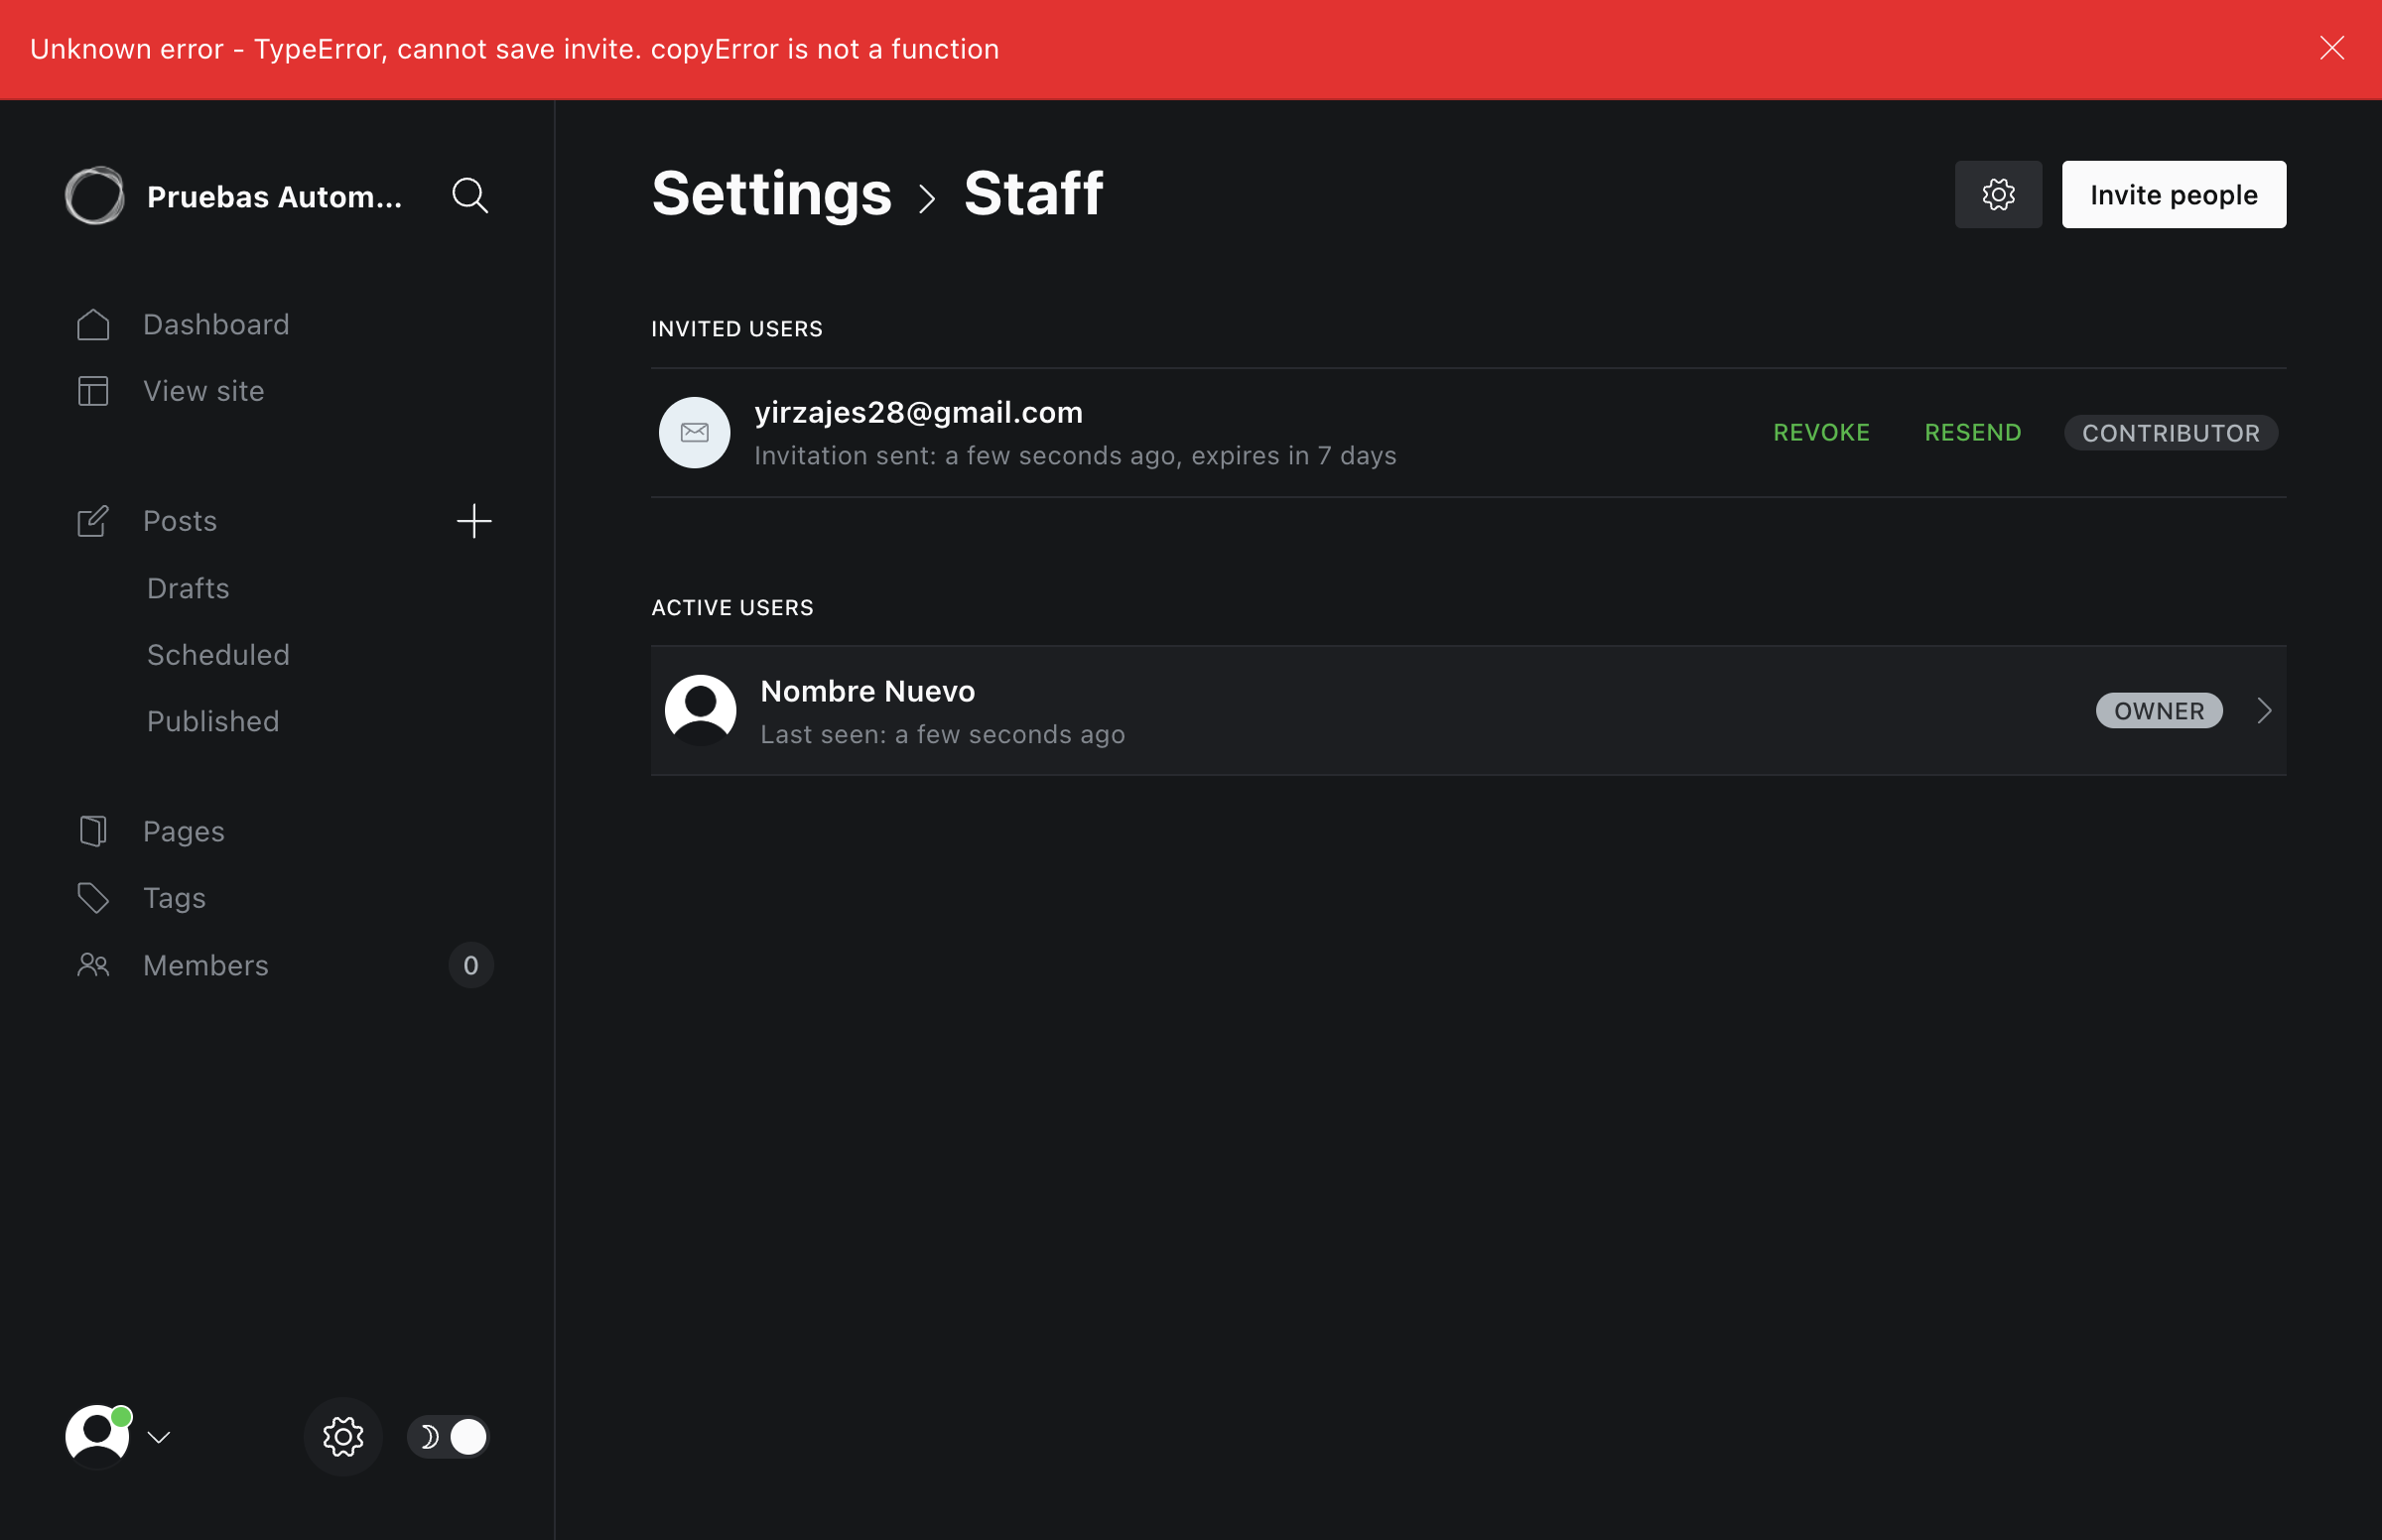 Unknown error - TypeError, cannot save invite. copyError is not a function
Pruebas Autom...
Dashboard
View site
Posts
Drafts
Scheduled
Published
Pages
Tags
Members 0
Settings > Staff
Invite people
INVITED USERS
yirzajes28@gmail.com
Invitation sent: a few seconds ago, expires in 7 days
REVOKE RESEND CONTRIBUTOR
ACTIVE USERS
Nombre Nuevo
Last seen: a few seconds ago
OWNER